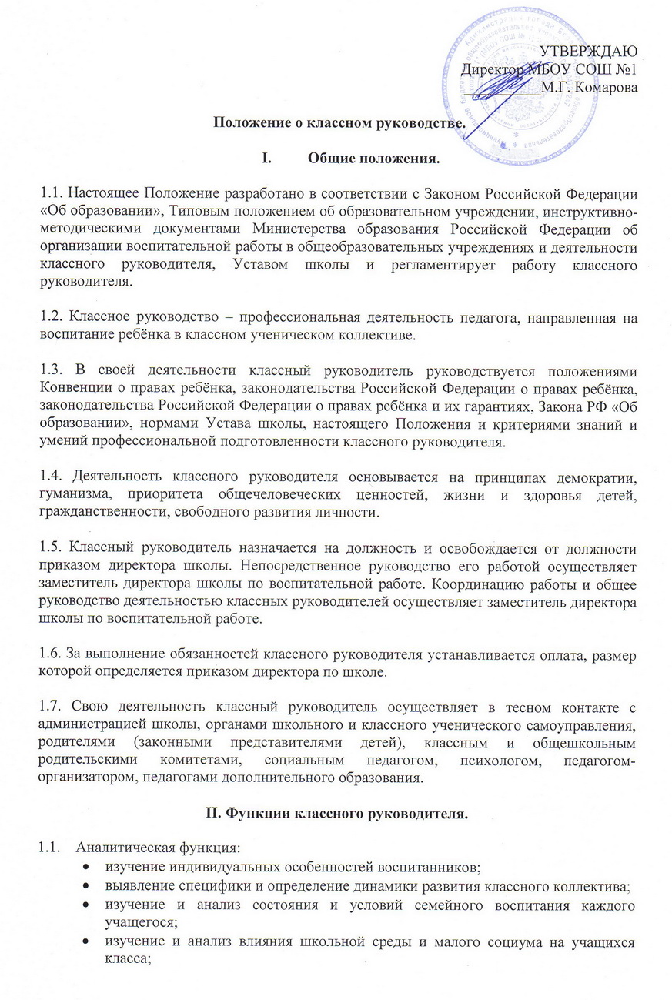 УТВЕРЖДАЮ
Директор МБОУ СОШ №1
__________М.Г. Комарова
Положение о классном руководстве.
I. Общие положения.
1.1. Настоящее Положение разработано в соответствии с Законом Российской Федерации
«Об образовании», Типовым положением об образовательном учреждении, инструктивно-
методическими документами Министерства образования Российской Федерации об
организации воспитательной работы в общеобразовательных учреждениях и деятельности
классного руководителя, Уставом школы и регламентирует работу классного
руководителя.
1.2. Классное руководство – профессиональная деятельность педагога, направленная на
воспитание ребёнка в классном ученическом коллективе.
1.3. В своей деятельности классный руководитель руководствуется положениями
Конвенции о правах ребёнка, законодательства Российской Федерации о правах ребёнка,
законодательства Российской Федерации о правах ребёнка и их гарантиях, Закона РФ «Об
образовании», нормами Устава школы, настоящего Положения и критериями знаний и
умений профессиональной подготовленности классного руководителя.
1.4. Деятельность классного руководителя основывается на принципах демократии,
гуманизма, приоритета общечеловеческих ценностей, жизни и здоровья детей,
гражданственности, свободного развития личности.
1.5. Классный руководитель назначается на должность и освобождается от должности
приказом директора школы. Непосредственное руководство его работой осуществляет
заместитель директора школы по воспитательной работе. Координацию работы и общее
руководство деятельностью классных руководителей осуществляет заместитель директора
школы по воспитательной работе.
1.6. За выполнение обязанностей классного руководителя устанавливается оплата, размер
которой определяется приказом директора по школе.
1.7. Свою деятельность классный руководитель осуществляет в тесном контакте с
администрацией школы, органами школьного и классного ученического самоуправления,
родителями (законными представителями детей), классным и общешкольным
родительскими комитетами, социальным педагогом, психологом, педагогом-
организатором, педагогами дополнительного образования.
II. Функции классного руководителя.
1.1. Аналитическая функция:
• изучение индивидуальных особенностей воспитанников;
• выявление специфики и определение динамики развития классного коллектива;
• изучение и анализ состояния и условий семейного воспитания каждого
учащегося;
• изучение и анализ влияния школьной среды и малого социума на учащихся
класса;